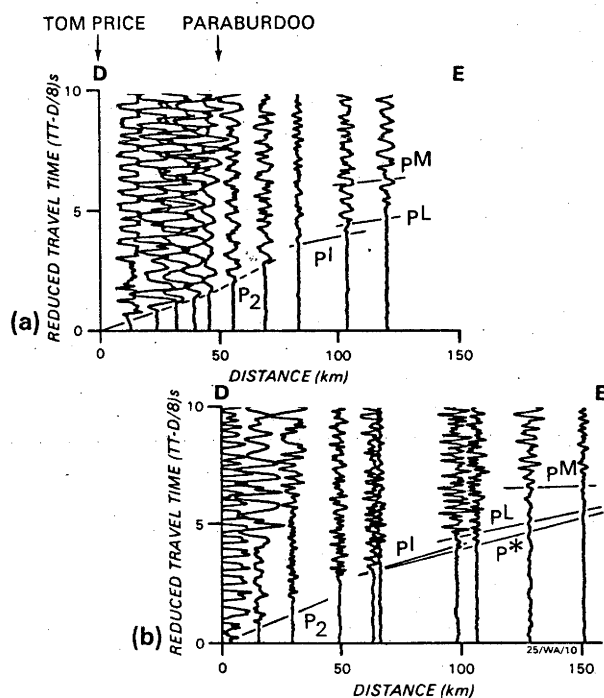 TOM PRICE PARABURDOO
D E
10
5
0
REDUCED TRAVEL TIME (TT-D/8)s
(a)
P2
PI
PL
PM
0 50 100 150
DISTANCE (km)
D E
10
5
0
REDUCED TRAVEL TIME (TT-D/8)s
(b)
P2
PI
PL
P*
PM
25/WA/10
0 50 100 150
DISTANCE (km)